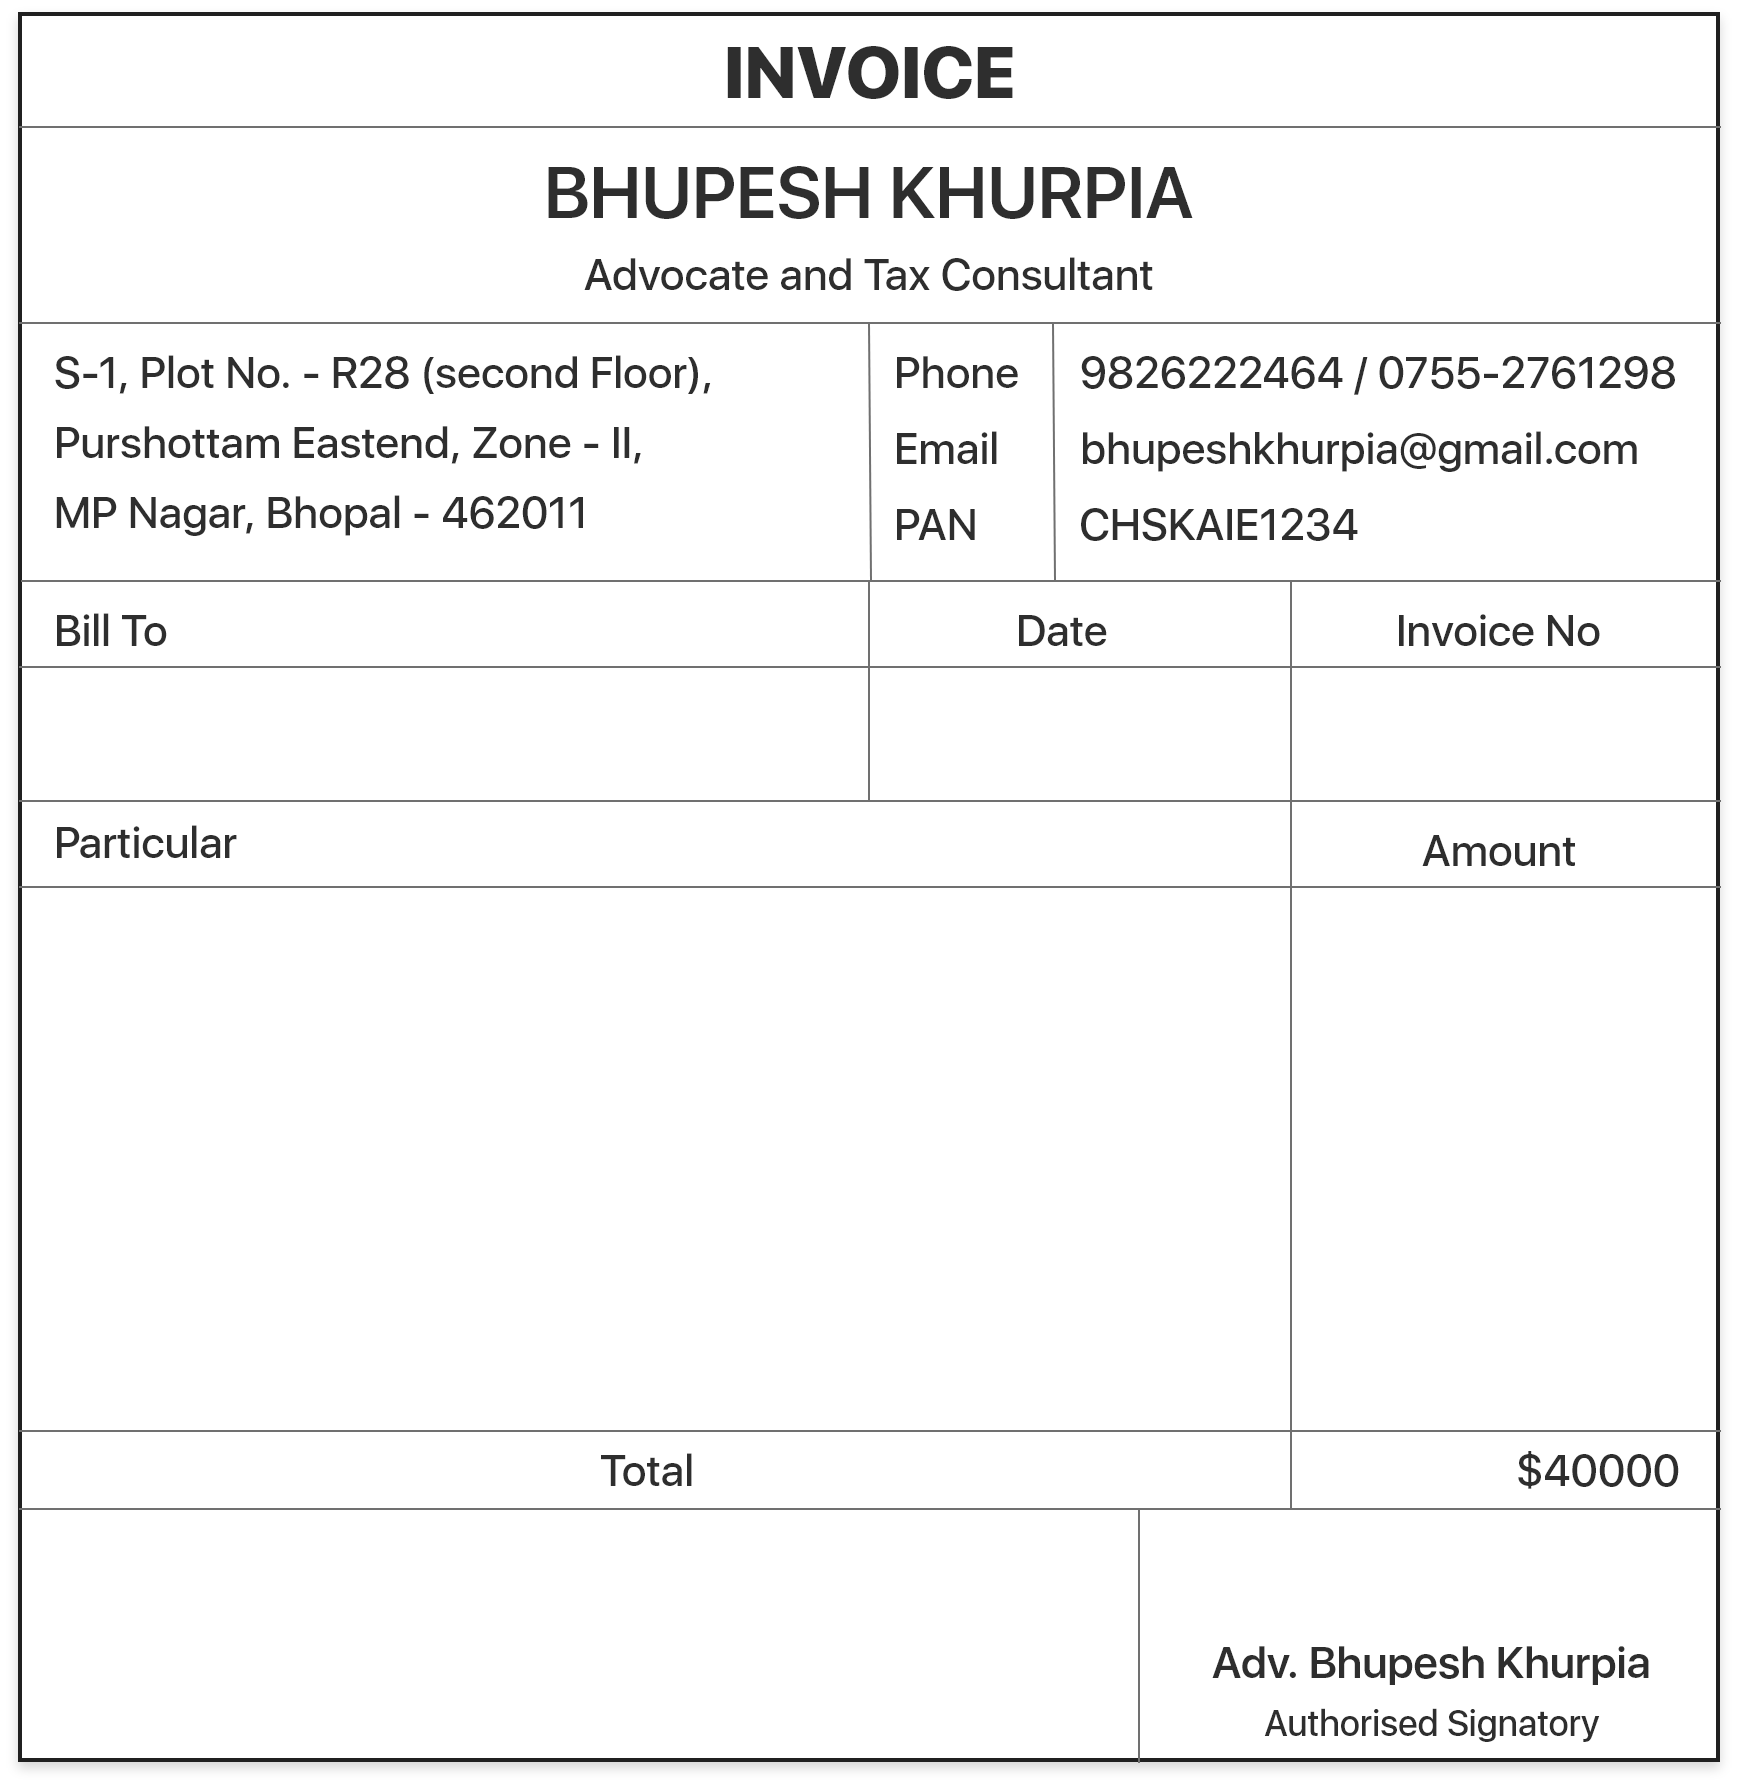 INVOICE
BHUPESH KHURPIA
Advocate and Tax Consultant
S-1, Plot No. - R28 (second Floor),
Purshottam Eastend, Zone - II,
MP Nagar, Bhopal - 462011
Phone 9826222464 / 0755-2761298
Email bhupeshkhurpia@gmail.com
PAN CHSKAIE1234
Bill To Date Invoice No
Particular Amount
Total $40000
Adv. Bhupesh Khurpia
Authorised Signatory